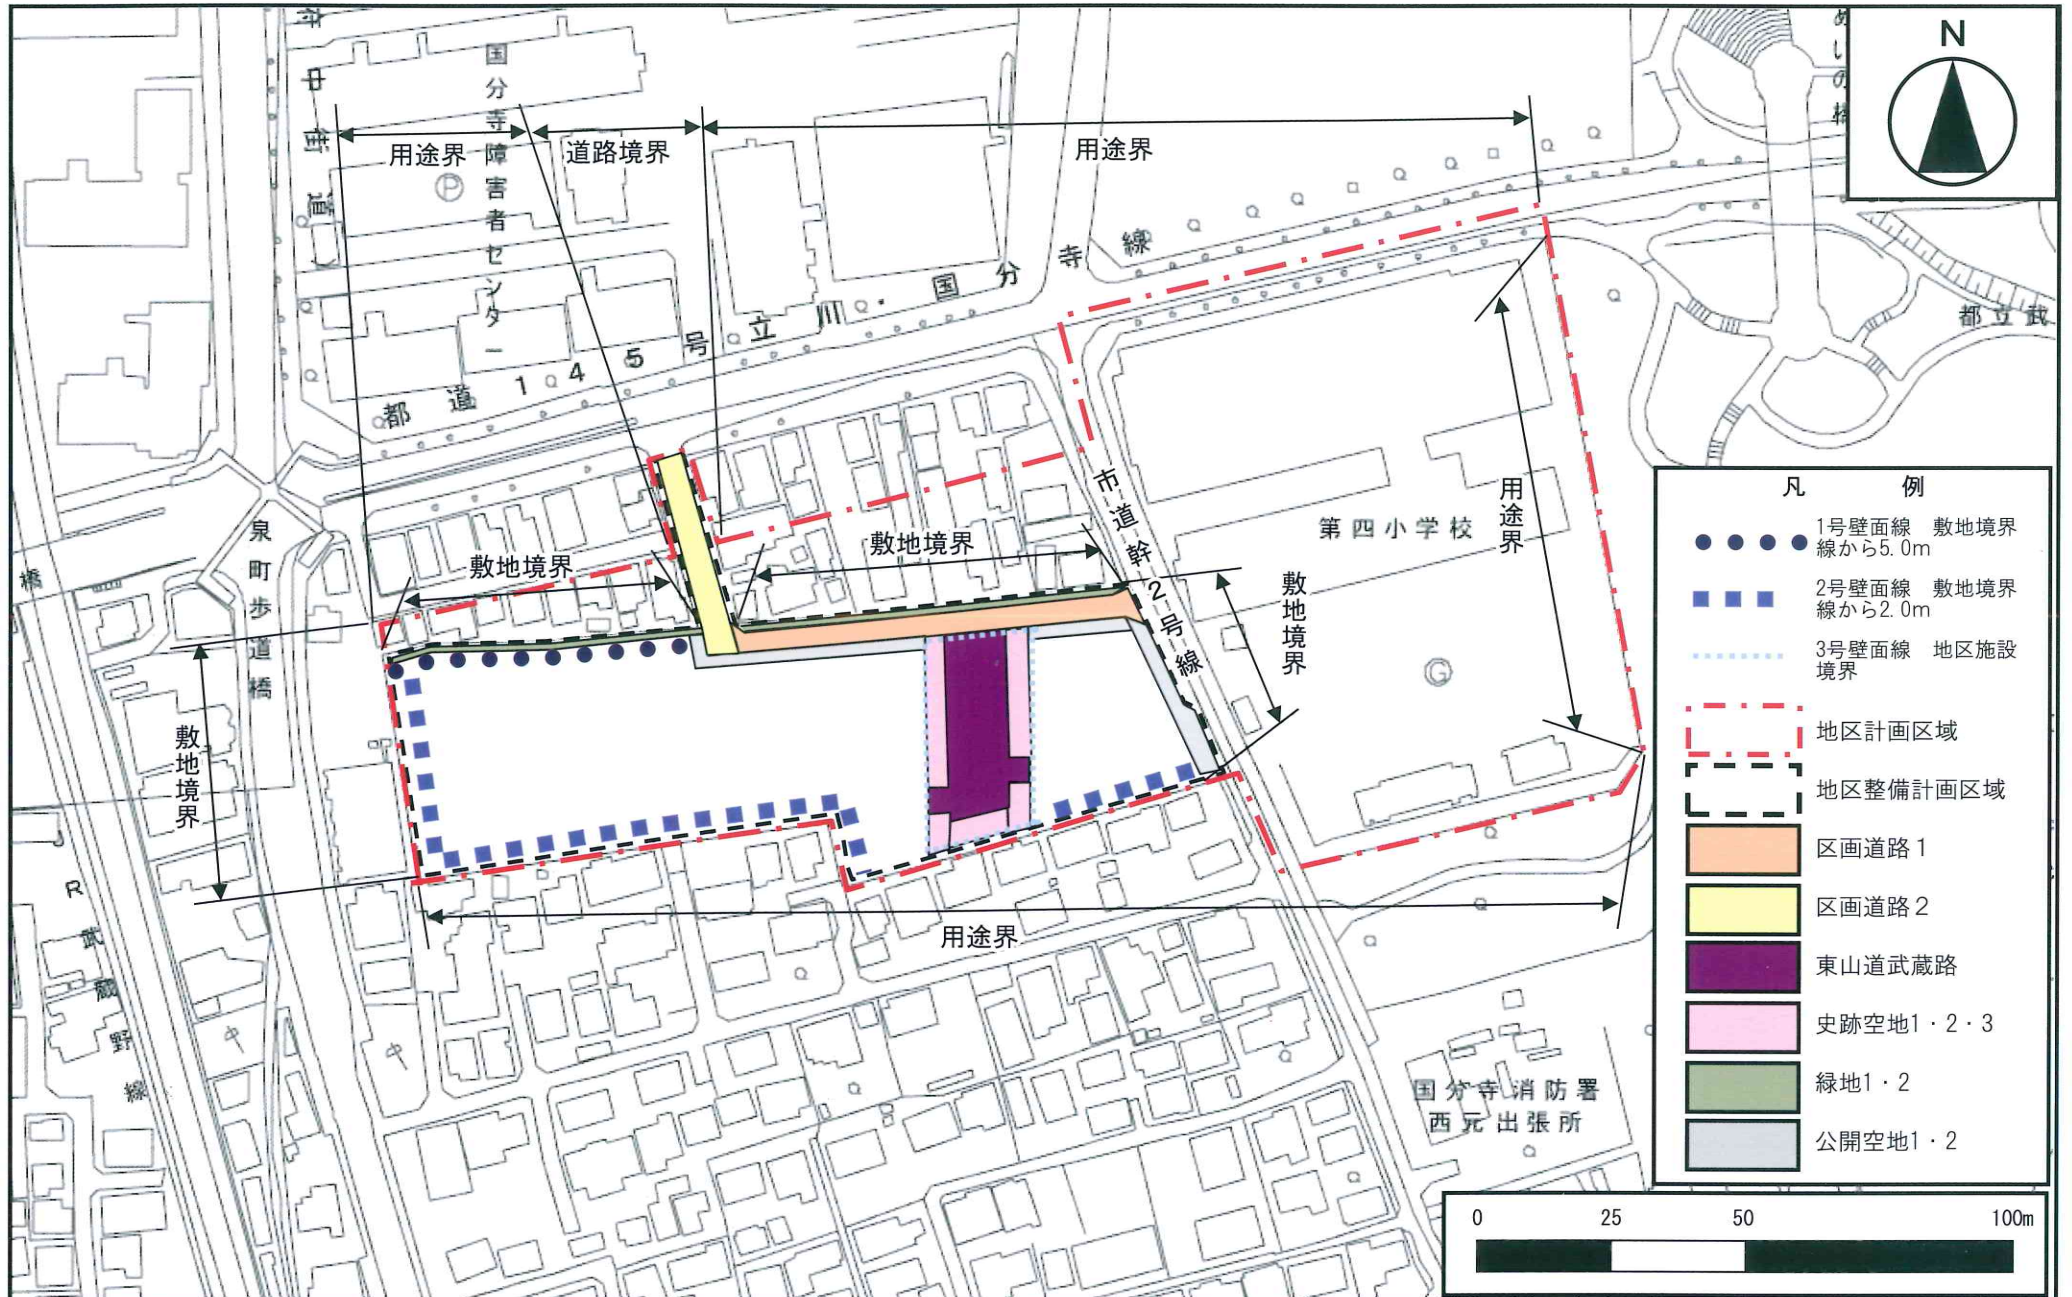 N
府中街道
国分寺障害者センター
用途界
道路境界
用途界
P
都道145号立川・国分寺線
都立武
泉町歩道橋
橋
敷地境界
敷地境界
市道幹2号線
第四小学校
用途界
敷地境界
敷地境界
G
用途界
R武蔵野線
国分寺消防署
西元出張所
凡例
1号壁面線 敷地境界
線から5.0m
2号壁面線 敷地境界
線から2.0m
3号壁面線 地区施設
境界
地区計画区域
地区整備計画区域
区画道路1
区画道路2
東山道武蔵路
史跡空地1・2・3
緑地1・2
公開空地1・2
0 25 50 100m